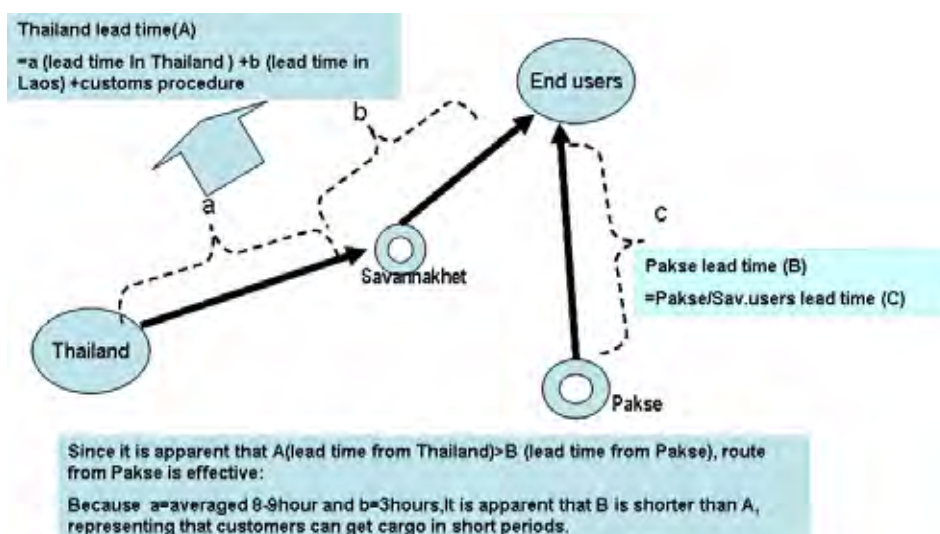 Thailand lead time(A)
=a (lead time In Thailand ) +b (lead time in
Laos) +customs procedure
End users
b
a
c
Savannakhet
Pakse lead time (B)
=Pakse/Sav.users lead time (C)
Thailand
Pakse
Since it is apparent that A(lead time from Thailand)>B (lead time from Pakse), route
from Pakse is effective:
Because a=averaged 8-9hour and b=3hours,It is apparent that B is shorter than A,
representing that customers can get cargo in short periods.